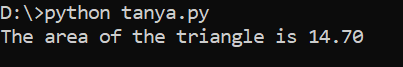 D:\>python tanya.py
The area of the triangle is 14.70